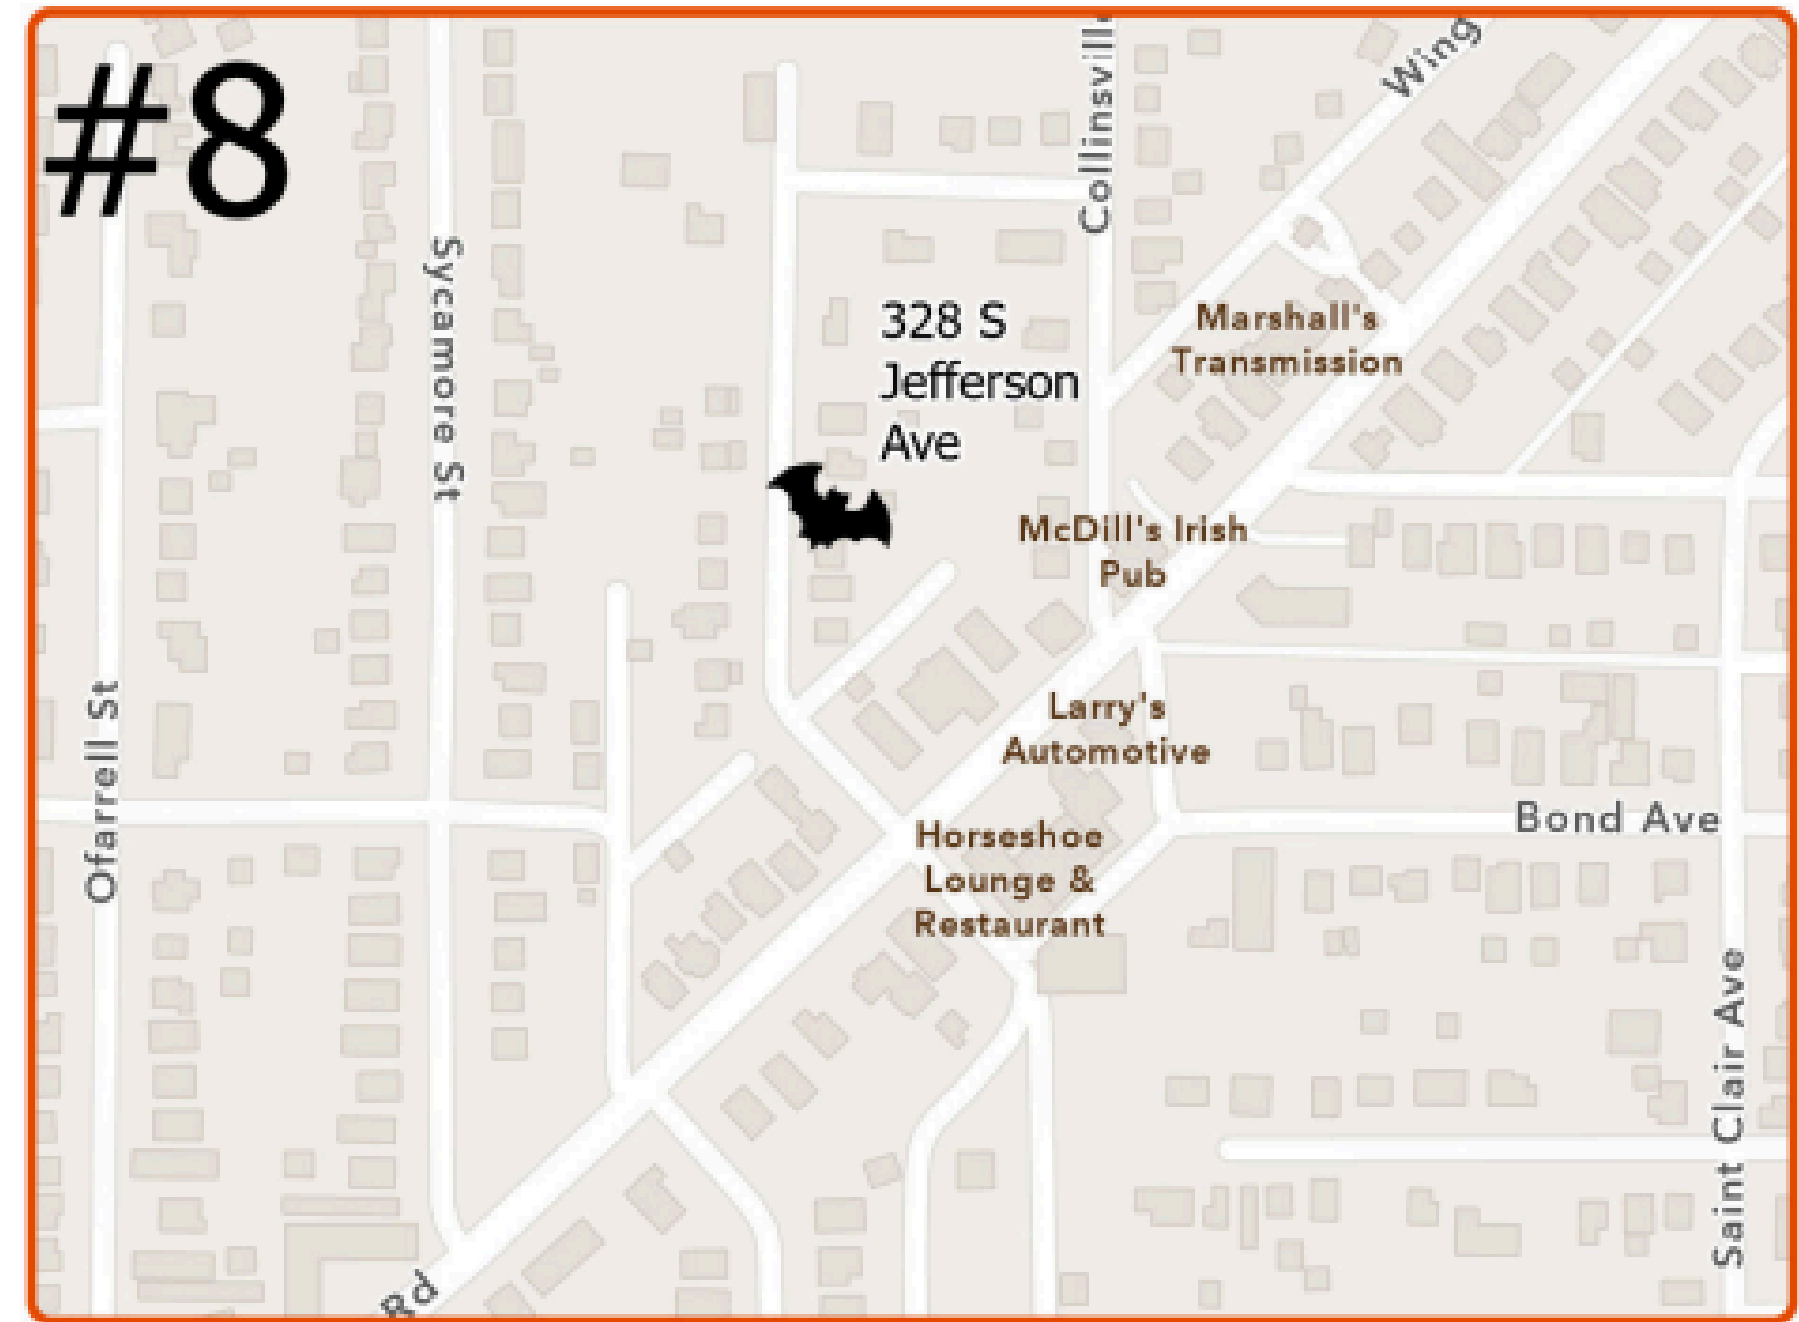 #8
Collinsvill
Wing
Sycamore St
328 S
Jefferson
Ave
Marshall's
Transmission
McDill's Irish
Pub
Larry's
Automotive
Ofarrell St
Horseshoe
Lounge &
Restaurant
Bond Ave
Saint Clair Ave
Rd